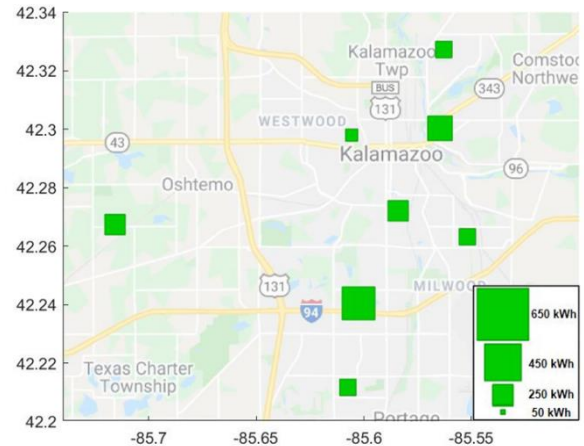 42.34
42.32
42.3
42.28
42.26
42.24
42.22
42.2
-85.7
-85.65
-85.6
-85.55
Kalamazoo
Twp
Comsto
Northwe
BUS
131
343
WESTWOOD
43
Kalamazoo
96
Oshtemo
131
MILWOOD
94
Texas Charter
Township
Portage
650 kWh
450 kWh
250 kWh
50 kWh